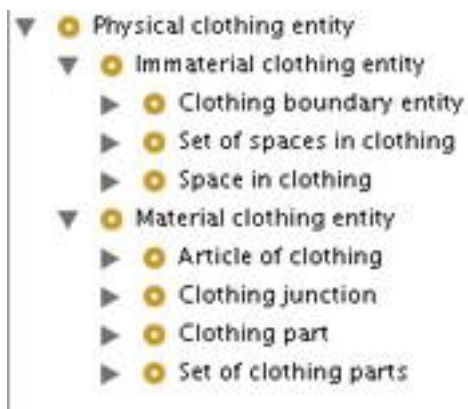 Physical clothing entity
Immaterial clothing entity
Clothing boundary entity
Set of spaces in clothing
Space in clothing
Material clothing entity
Article of clothing
Clothing junction
Clothing part
Set of clothing parts